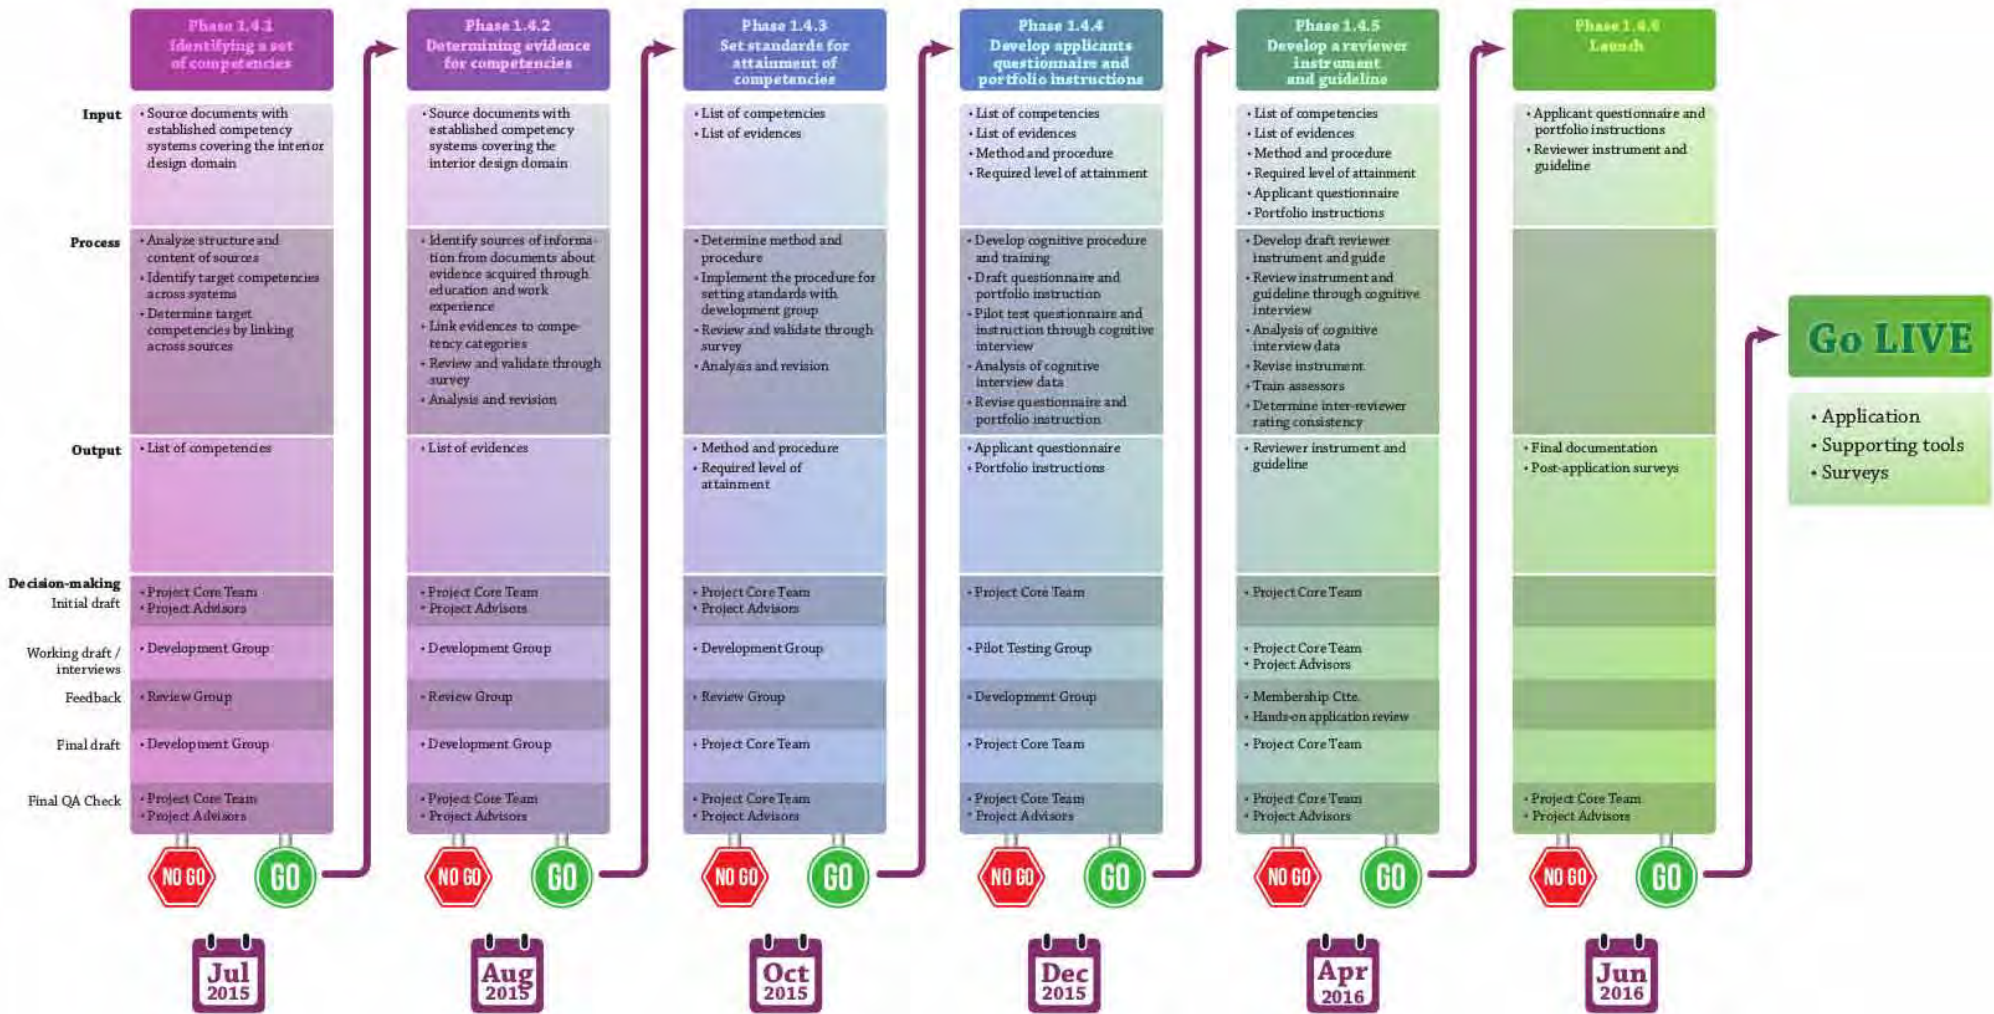 Phase 1.4.1
Identifying a set
of competencies
Phase 1.4.2
Determining evidence
for competencies
Phase 1.4.3
Set standarde for
attainment of
competencies
Phase 1.4.4
Develop applicants
questionnaire and
portfolio instructions
Phase 1.4.5
Develop a reviewer
instrument
and guideline
Phase 1.4.6
Launch
Input
• Source documents with
established competency
systems covering the interior
design domain
• Source documents with
established competency
systems covering the
interior design domain
• List of competencies
• List of evidences
• List of competencies
• List of evidences
• Method and procedure
• Required level of attainment
• List of competencies
• List of evidences
• Method and procedure
• Required level of attainment
• Applicant questionnaire
• Portfolio instructions
• Applicant questionnaire and
portfolio instructions
• Reviewer instrument and
guideline
Process
• Analyze structure and
content of sources
• Identify target competencies
across systems
• Determine target
competencies by linking
across sources
• Identify sources of informa-
tion from documents about
evidence acquired through
education and work
experience
• Link evidences to compe-
tency categories
• Review and validate through
survey
• Analysis and revision
• Determine method and
procedure
• Implement the procedure for
setting standards with
development group
• Review and validate through
survey
• Analysis and revision
• Develop cognitive procedure
and training
• Draft questionnaire and
portfolio instruction
• Pilot test questionnaire and
instruction through cognitive
interview
• Analysis of cognitive
interview data
• Revise questionnaire and
portfolio instruction
• Develop draft reviewer
instrument and guide
• Review instrument and
guideline through cognitive
interview
• Analysis of cognitive
interview data
• Revise instrument
• Train assessors
• Determine inter-reviewer
rating consistency
Output
• List of competencies
• List of evidences
• Method and procedure
• Required level of
attainment
• Applicant questionnaire
• Portfolio instructions
• Reviewer instrument and
guideline
• Final documentation
• Post-application surveys
Decision-making
Initial draft
• Project Core Team
• Project Advisors
• Project Core Team
• Project Advisors
• Project Core Team
• Project Advisors
• Project Core Team
• Project Core Team
Working draft /
interviews
• Development Group
• Development Group
• Development Group
• Pilot Testing Group
• Project Core Team
• Project Advisors
Feedback
• Review Group
• Review Group
• Review Group
• Development Group
• Membership Cite.
• Hands-on application review
Final draft
• Development Group
• Development Group
• Project Core Team
• Project Core Team
• Project Core Team
Final QA Check
• Project Core Team
• Project Advisors
• Project Core Team
• Project Advisors
• Project Core Team
• Project Advisors
• Project Core Team
• Project Advisors
• Project Core Team
• Project Advisors
• Project Core Team
• Project Advisors
NO GO
GO
NO GO
GO
NO GO
GO
NO GO
GO
NO GO
GO
NO GO
GO
Jul
2015
Aug
2015
Oct
2015
Dec
2015
Apr
2016
Jun
2016
Go LIVE
• Application
• Supporting tools
• Surveys